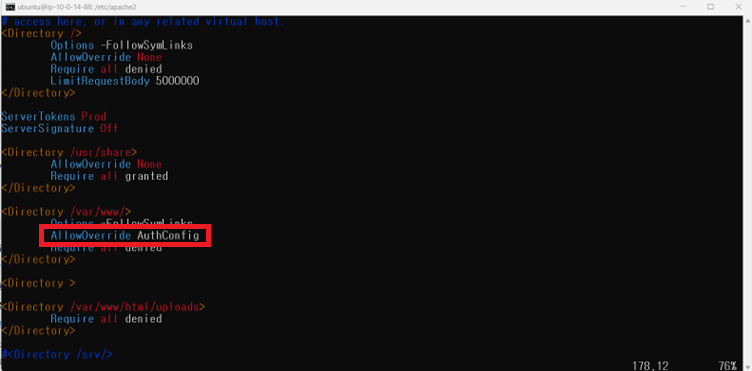 ubuntu@ip-10-0-14-88: /etc/apache2
# access here, or in any related virtual host.
<Directory />
Options -FollowSymLinks
AllowOverride None
Require all denied
LimitRequestBody 5000000
</Directory>
ServerTokens Prod
ServerSignature Off
<Directory /usr/share>
AllowOverride None
Require all granted
</Directory>
<Directory /var/www/>
Options -FollowSymLinks
AllowOverride AuthConfig
Require all denied
</Directory>
<Directory >
<Directory /var/www/html/uploads>
Require all denied
</Directory>
#<Directory /srv/>
178,12 76%